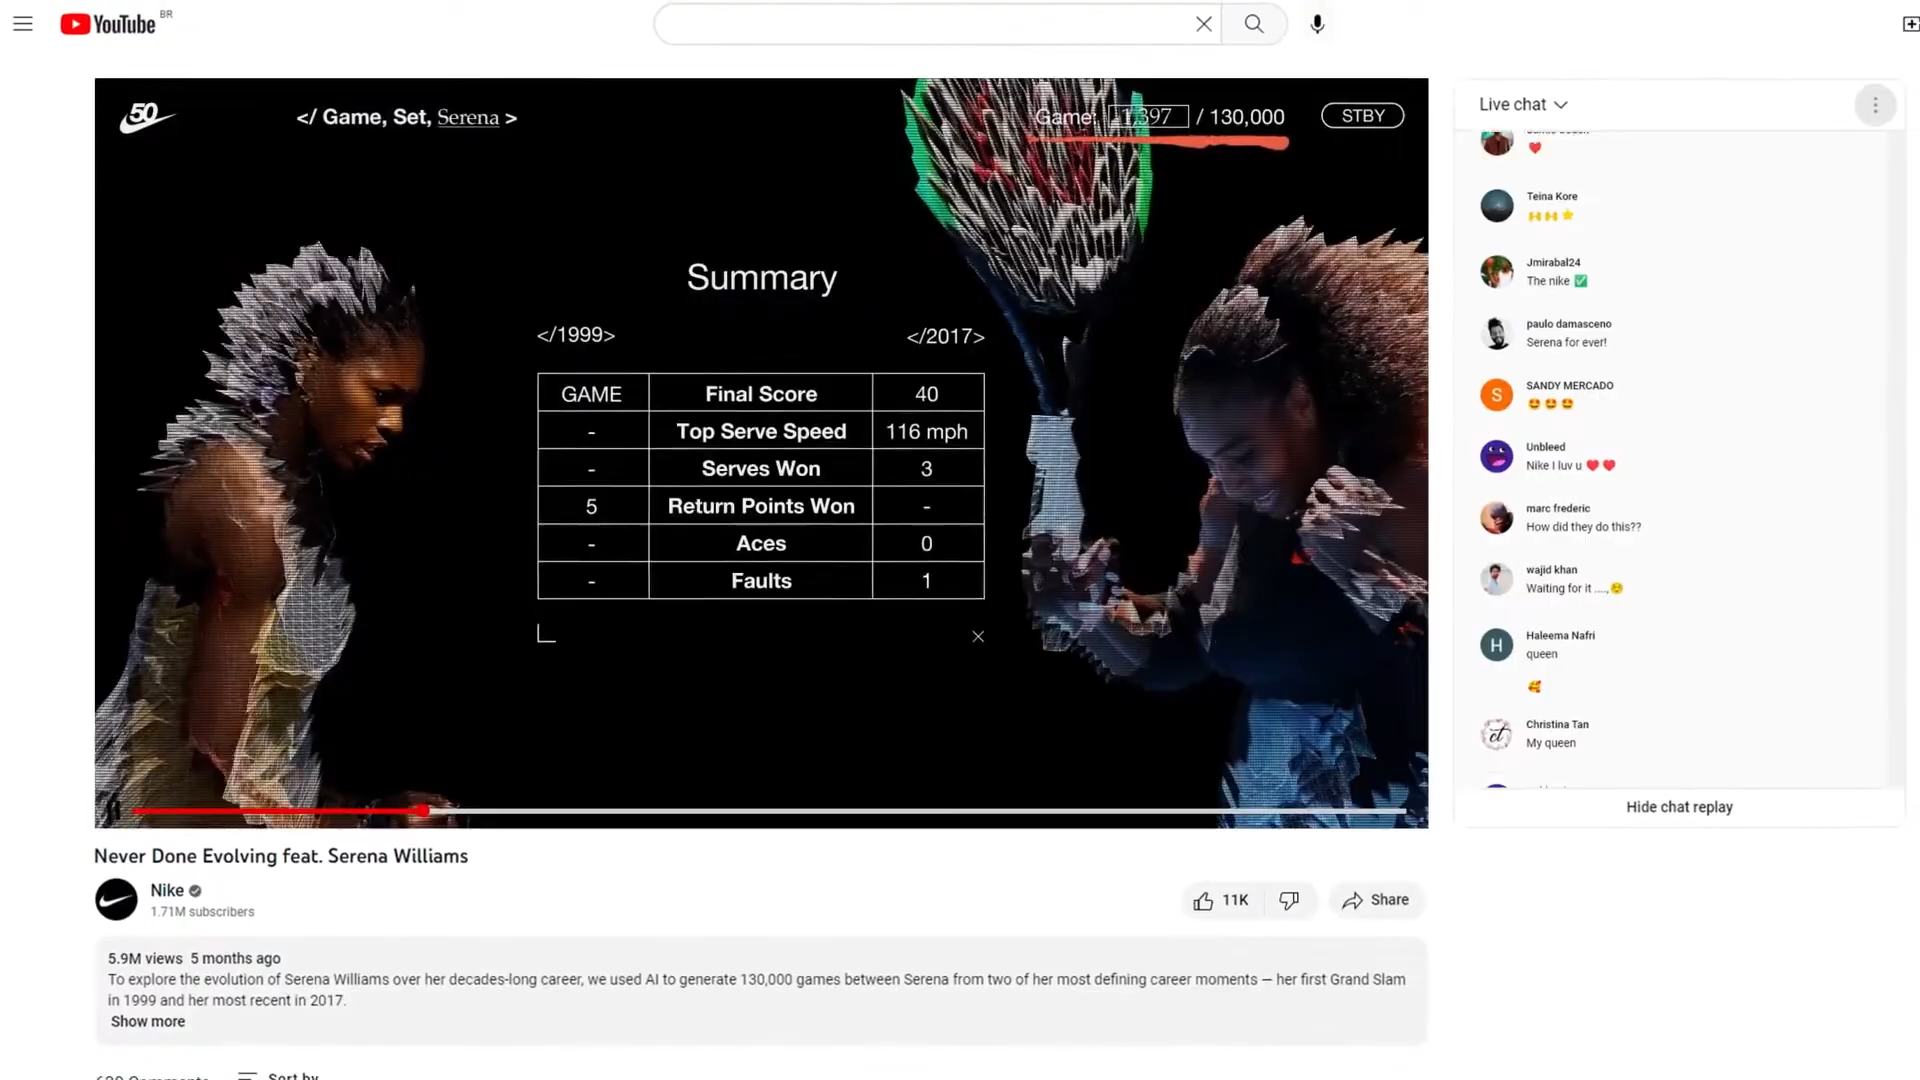 YouTube
BR
50
</ Game, Set, Serena >
Game: / 130,000
STBY
Summary
</1999>
</2017>
GAME Final Score 40
- Top Serve Speed 116 mph
- Serves Won 3
5 Return Points Won -
- Aces 0
- Faults 1
Never Done Evolving feat. Serena Williams
Nike
1.71M subscribers
11K
Share
5.9M views 5 months ago
To explore the evolution of Serena Williams over her decades-long career, we used AI to generate 130,000 games between Serena from two of her most defining career moments — her first Grand Slam
in 1999 and her most recent in 2017.
Show more
Sort by
Live chat
Teina Kore
Jmirabal24
The nike ✅
paulo damasceno
Serena for ever!
S
SANDY MERCADO
🤩 🤩 🤩
Unbleed
Nike I luv u ♥️ ♥️
marc frederic
How did they do this??
wajid khan
Waiting for it ....,
H
Haleema Nafri
queen
🥰
ct
Christina Tan
My queen
Hide chat replay